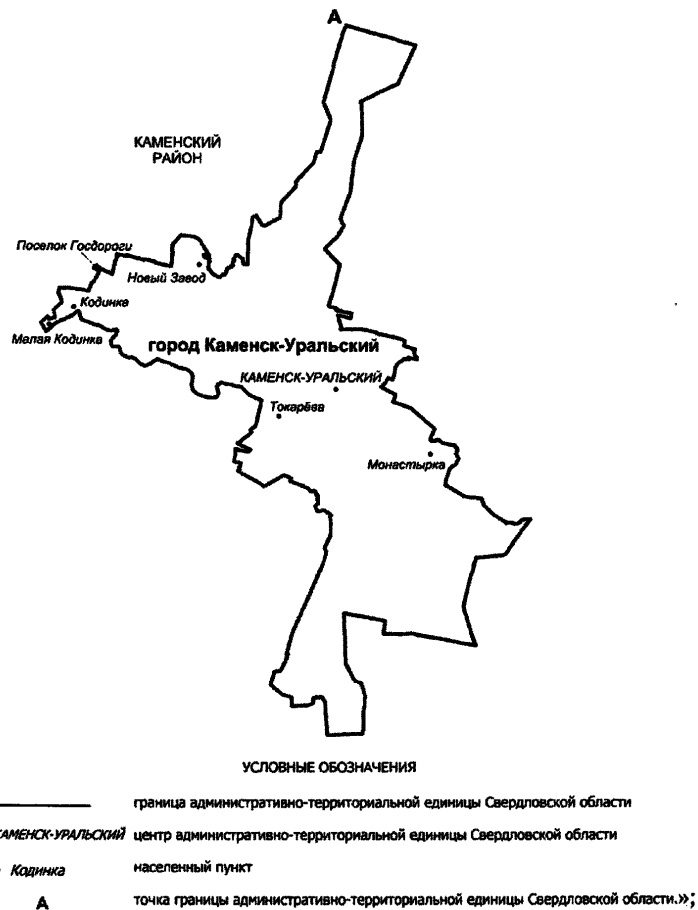 А
КАМЕНСКИЙ
РАЙОН
Поселок Госдороги
Новый Завод
Кодинка
Малая Кодинка
город Каменск-Уральский
КАМЕНСК-УРАЛЬСКИЙ
Токарёва
Монастырка
УСЛОВНЫЕ ОБОЗНАЧЕНИЯ
граница административно-территориальной единицы Свердловской области
КАМЕНСК-УРАЛЬСКИЙ центр административно-территориальной единицы Свердловской области
Кодинка населенный пункт
А точка границы административно-территориальной единицы Свердловской области.»;